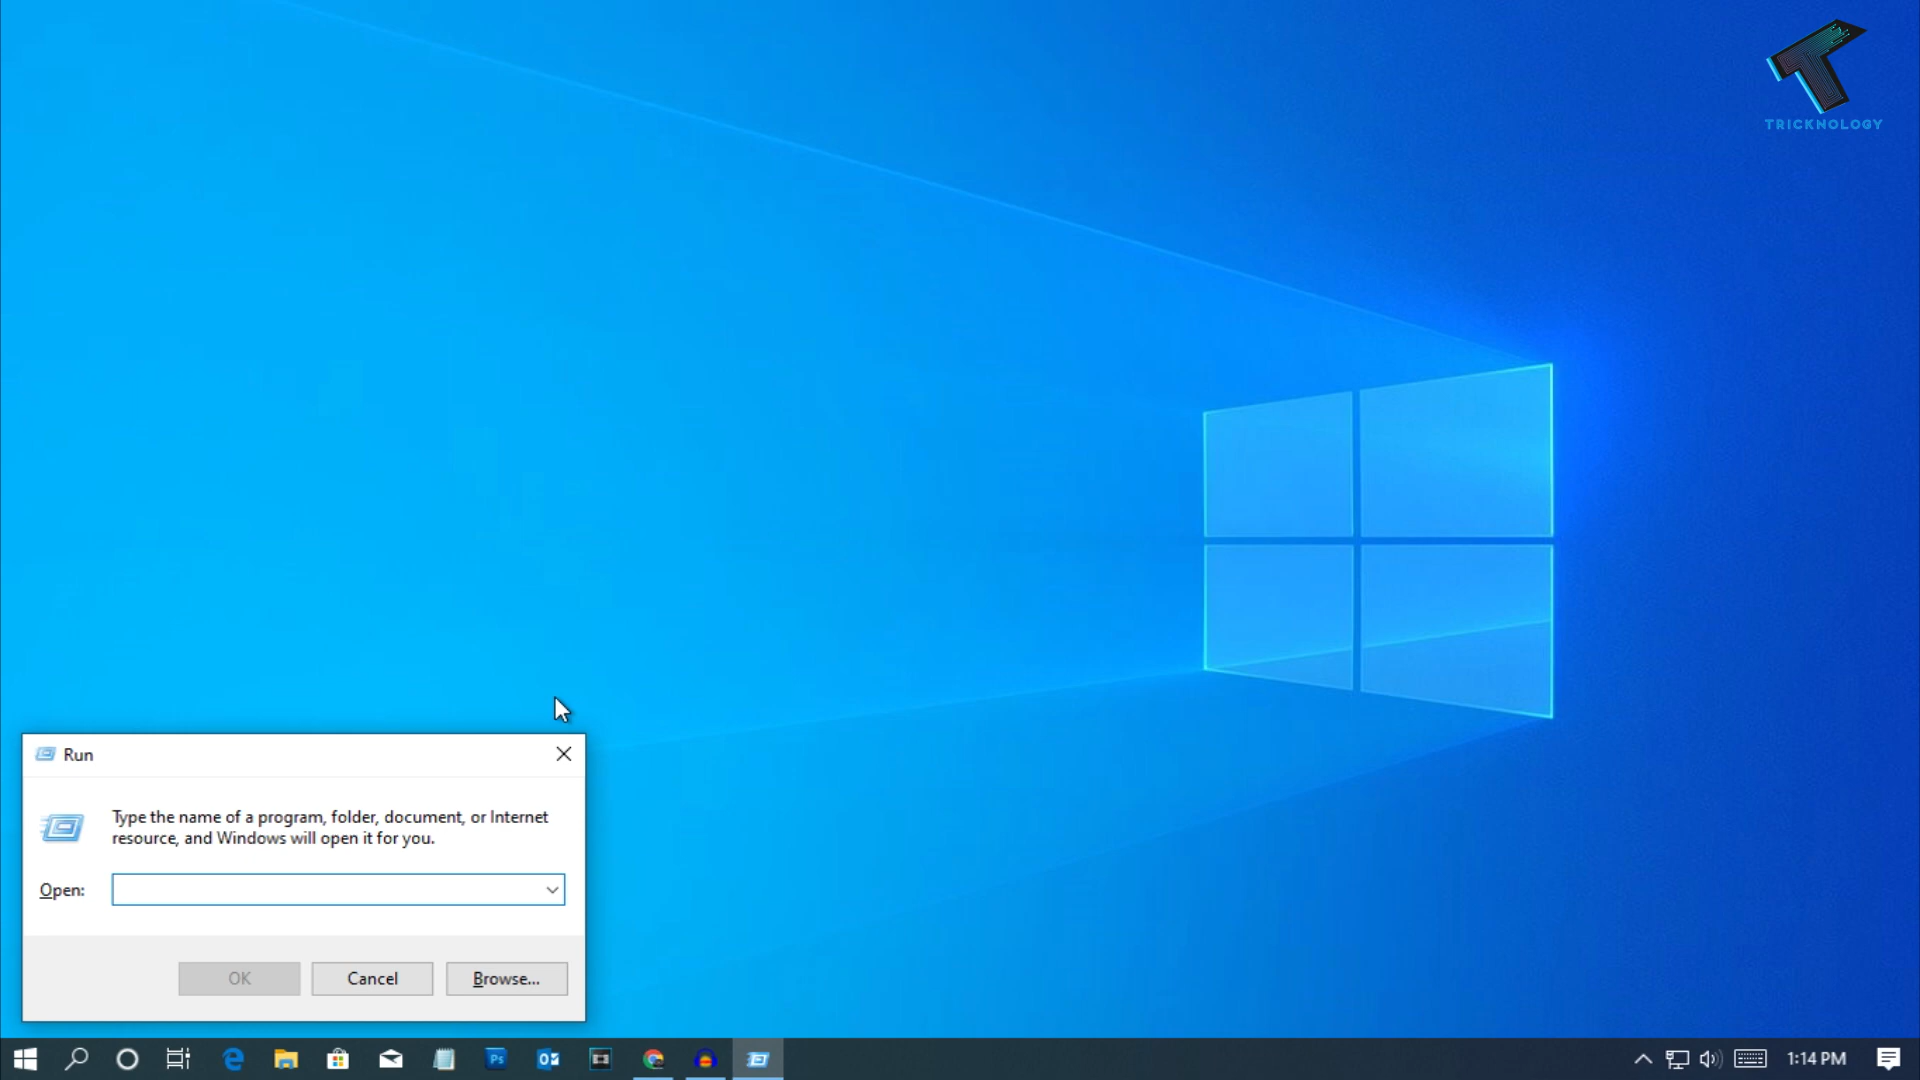 TRICKNOLOGY
Run
Type the name of a program, folder, document, or Internet
resource, and Windows will open it for you.
Open:
OK
Cancel
Browse...
Ps
1:14 PM